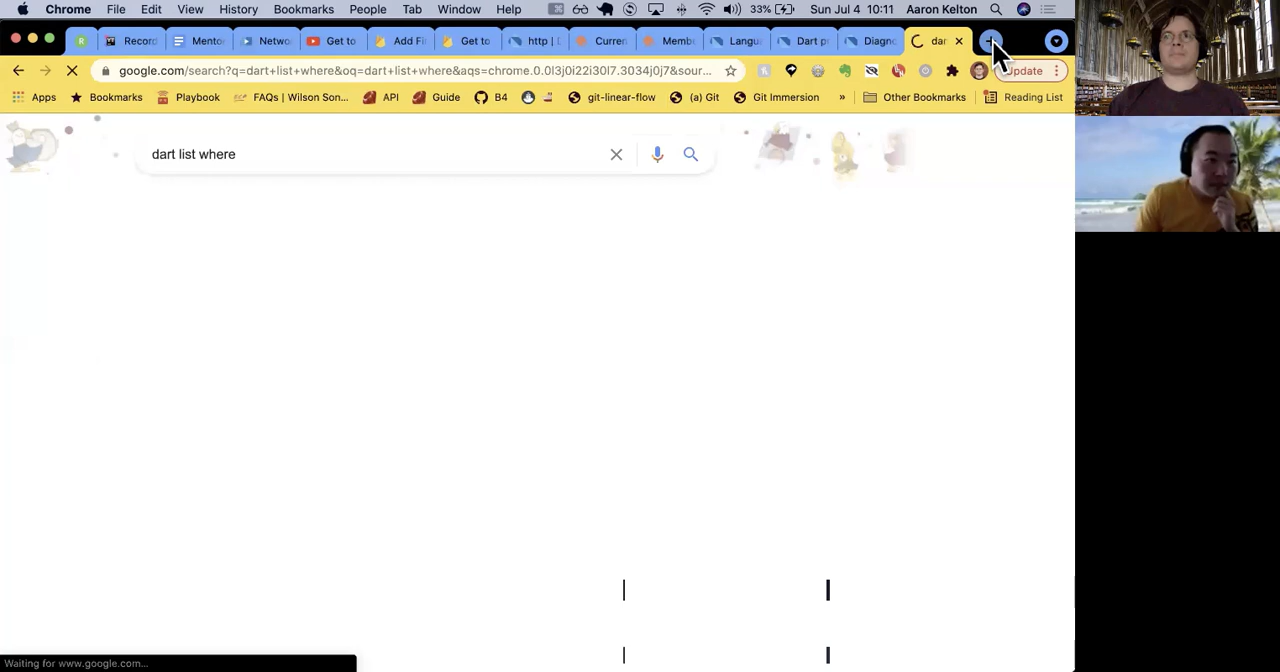 Chrome File Edit View History Bookmarks People Tab Window Help 33% Sun Jul 4 10:11 Aaron Kelton
Record Mento Netwo Get to Add Fi Get to http | D Curren Membe Langu Dart p Diagno dar
google.com/search?q=dart+list+where&oq=dart+list+where&aqs=chrome.0.0l3j0i22i30l7.3034j0j7&sour... Update
Apps Bookmarks Playbook FAQs | Wilson Son... API Guide B4 git-linear-flow (a) Git Git Immersion » Other Bookmarks Reading List
dart list where
Waiting for www.google.com...